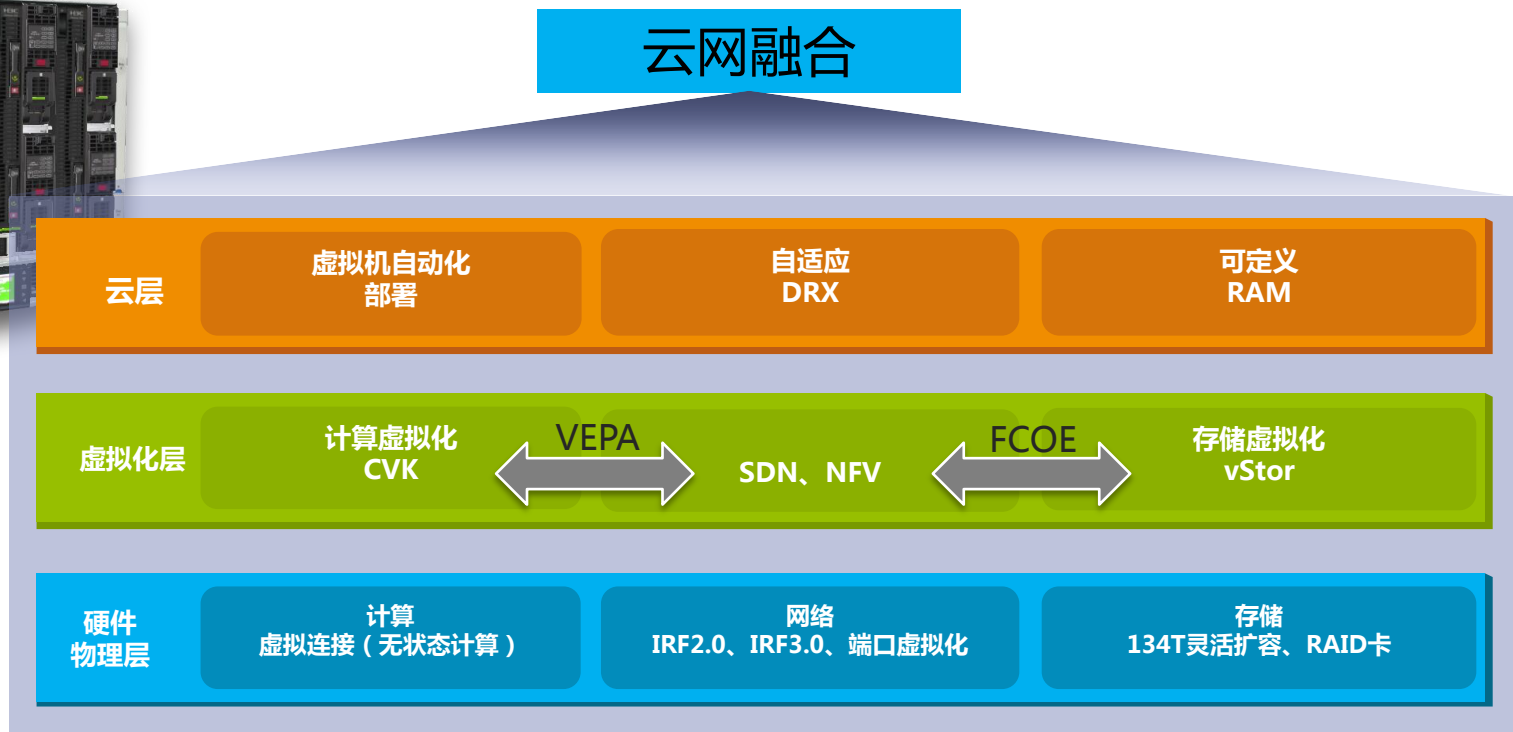 云网融合
云层
虚拟机自动化
部署
自适应
DRX
可定义
RAM
虚拟化层
计算虚拟化
CVK
VEPA
SDN、NFV
FCOE
存储虚拟化
vStor
硬件
物理层
计算
虚拟连接（无状态计算）
网络
IRF2.0、IRF3.0、端口虚拟化
存储
134T灵活扩容、RAID卡